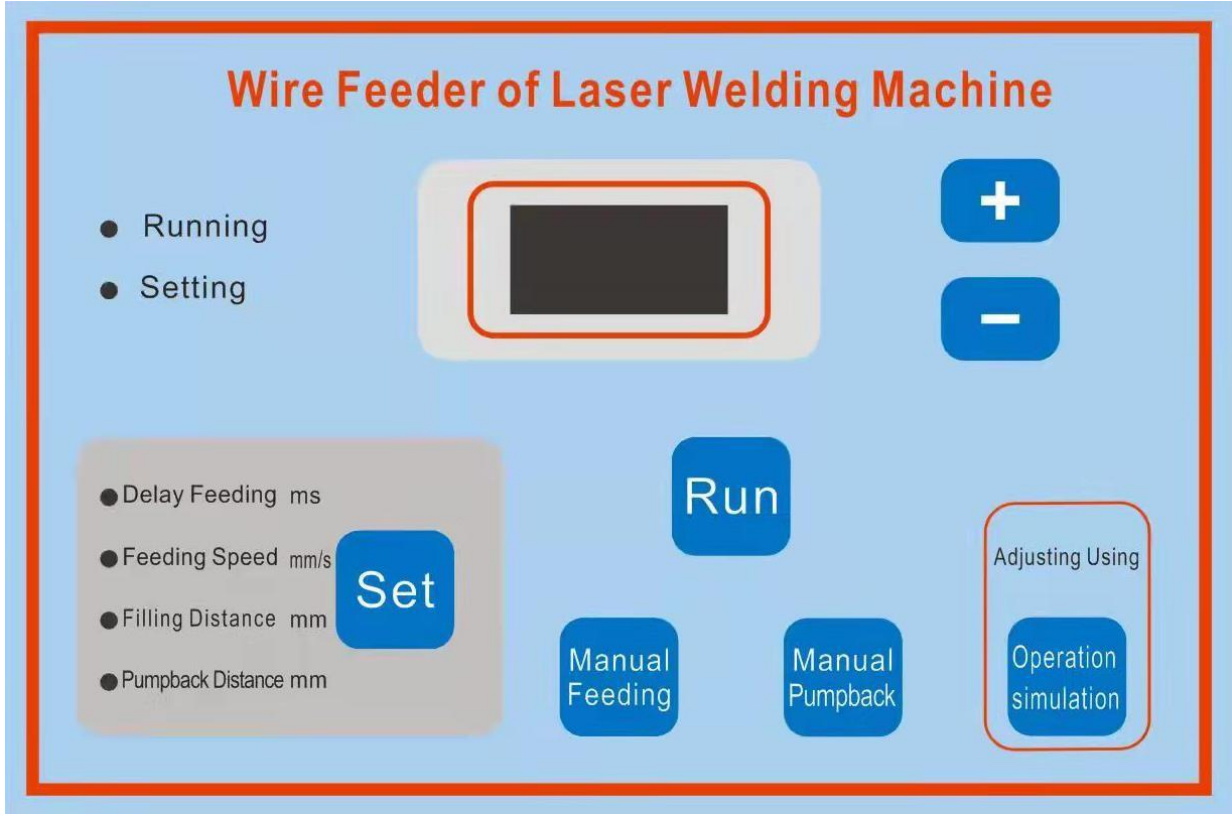 Wire Feeder of Laser Welding Machine
Running
Setting
+
-
Delay Feeding ms
Feeding Speed mm/s
Filling Distance mm
Pumpback Distance mm
Set
Run
Manual
Feeding
Manual
Pumpback
Adjusting Using
Operation
simulation